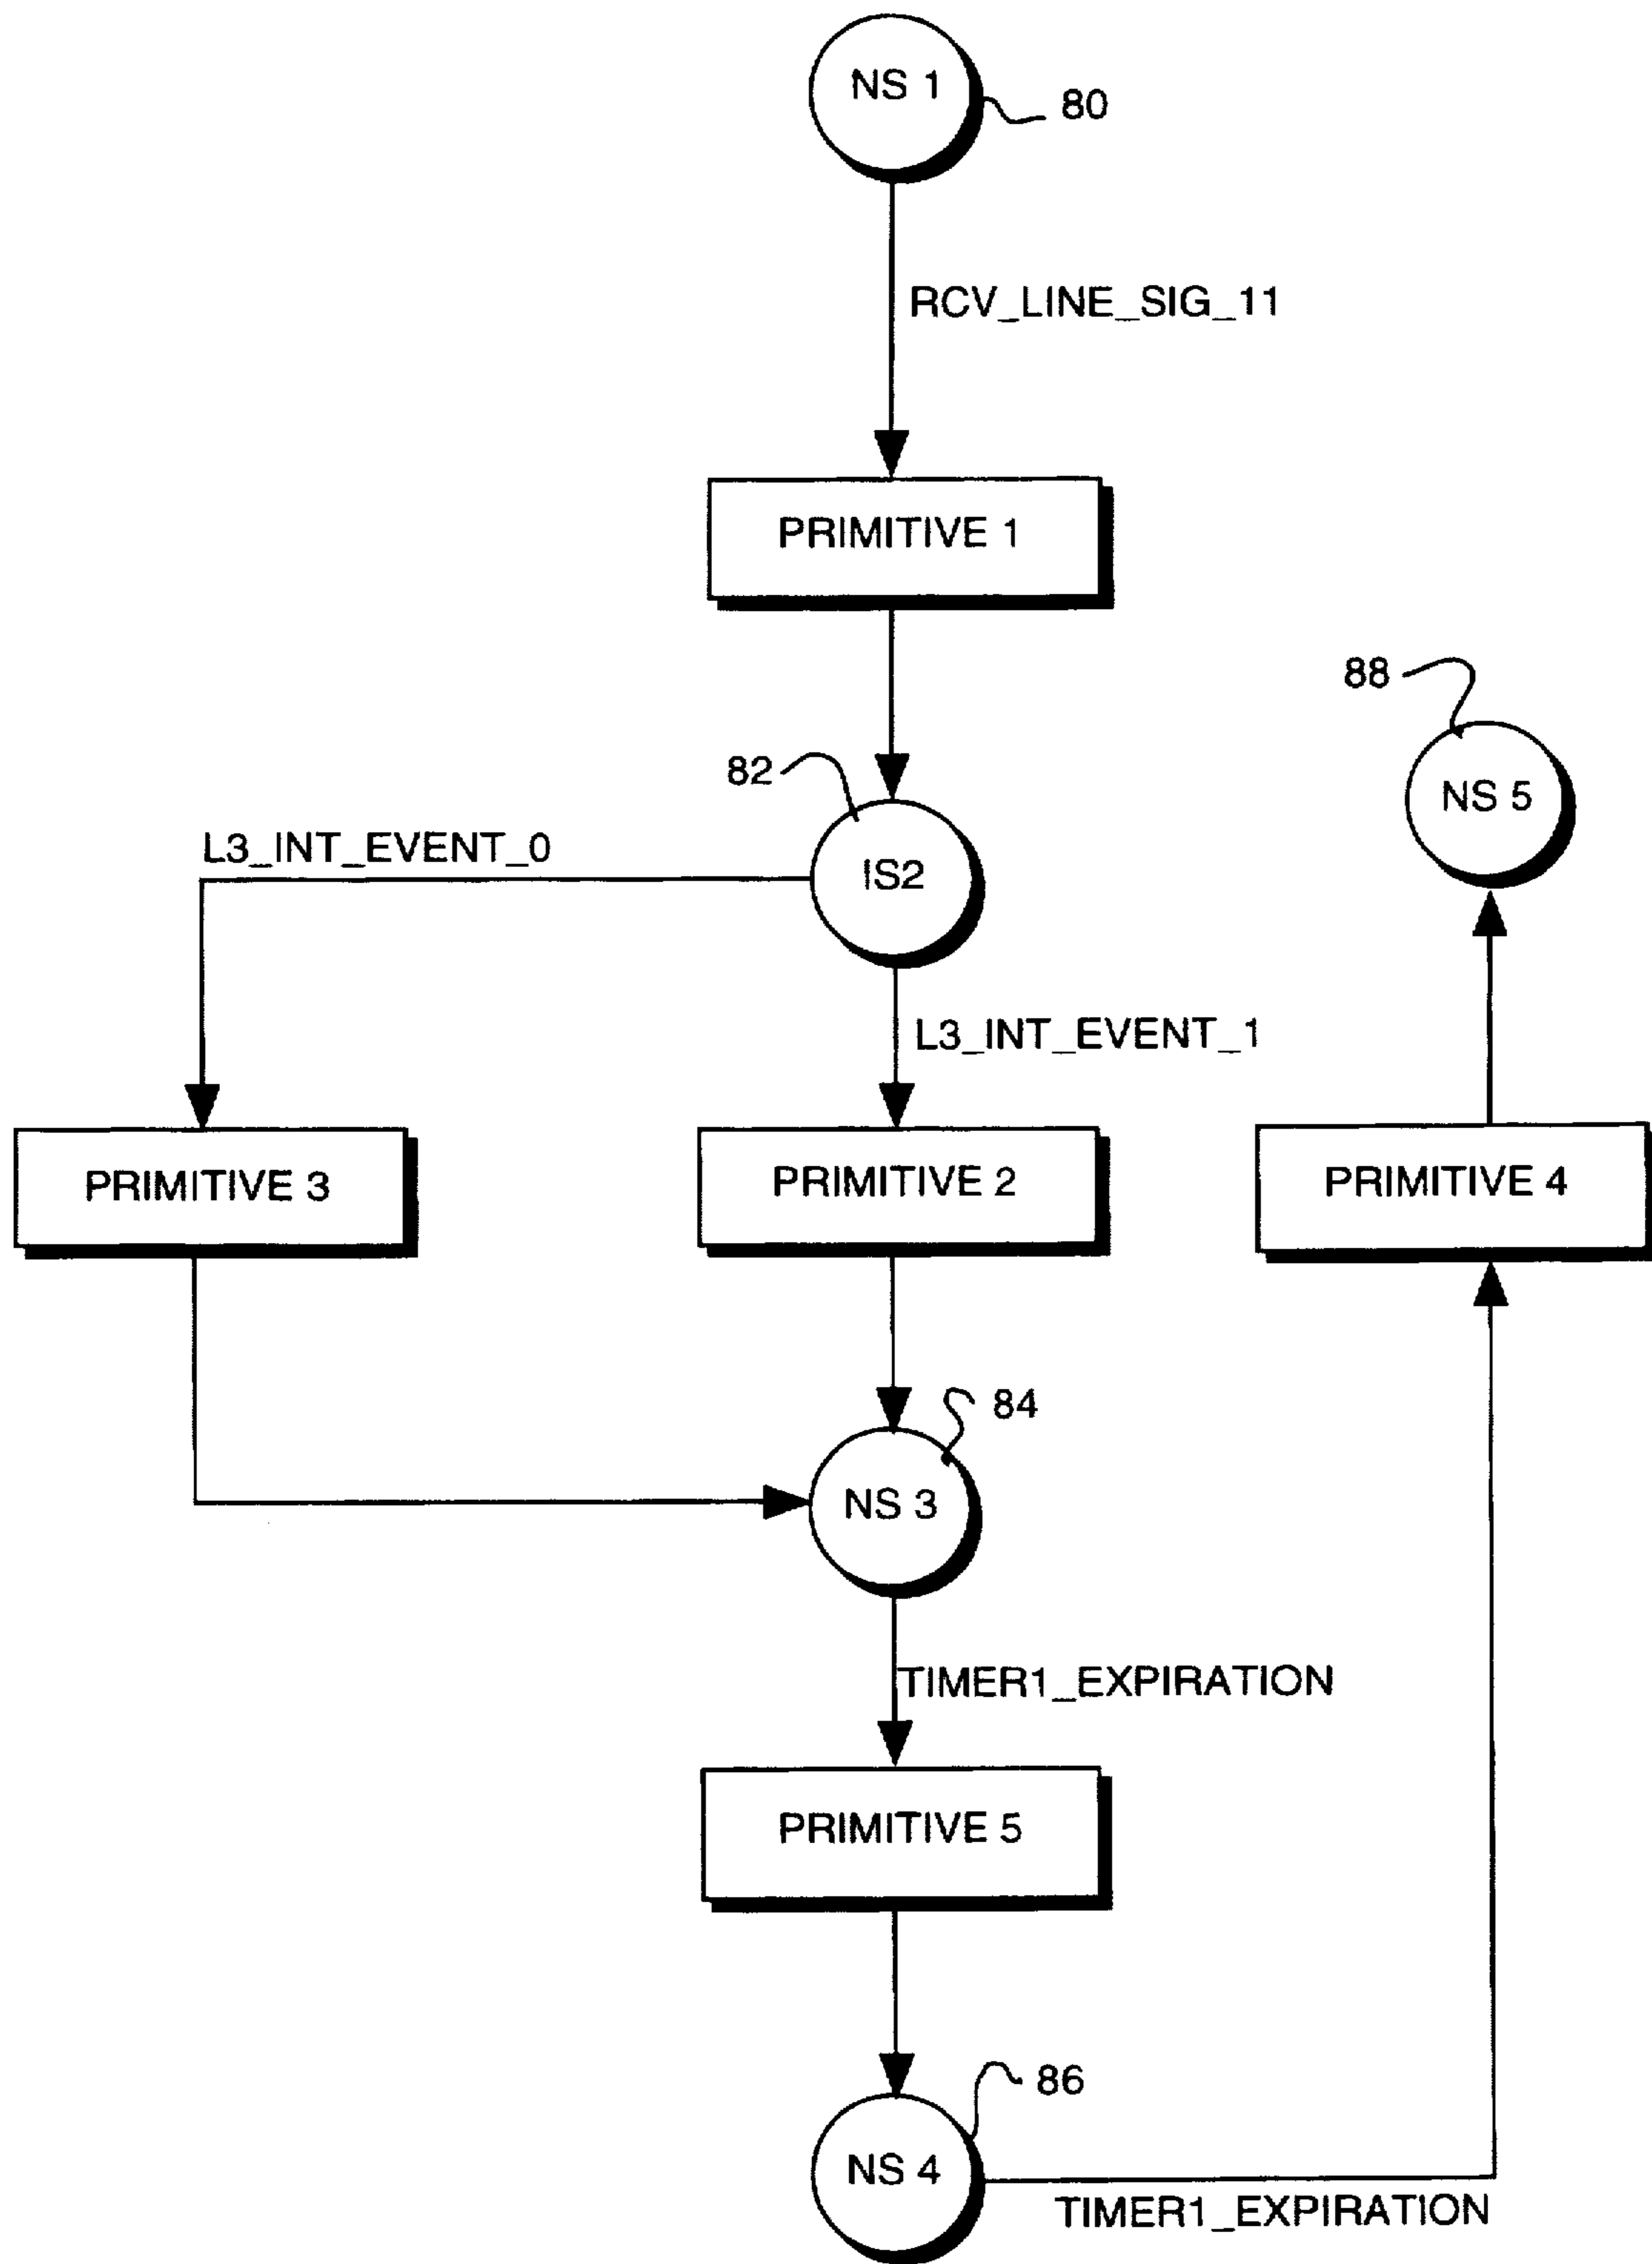 NS 1
80
RCV_LINE_SIG_11
PRIMITIVE 1
88
82
NS 5
L3_INT_EVENT_0
IS2
L3_INT_EVENT_1
PRIMITIVE 3
PRIMITIVE 2
PRIMITIVE 4
84
NS 3
TIMER1_EXPIRATION
PRIMITIVE 5
86
NS 4
TIMER1_EXPIRATION